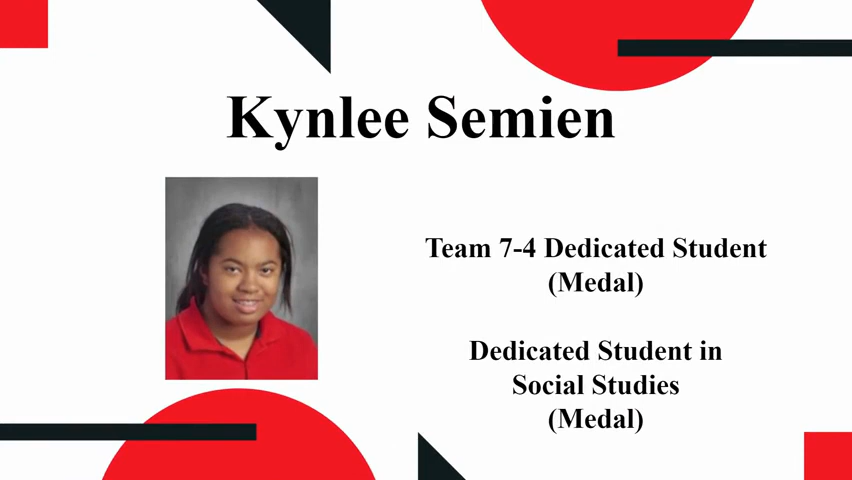 Kynlee Semien
Team 7-4 Dedicated Student
(Medal)
Dedicated Student in
Social Studies
(Medal)